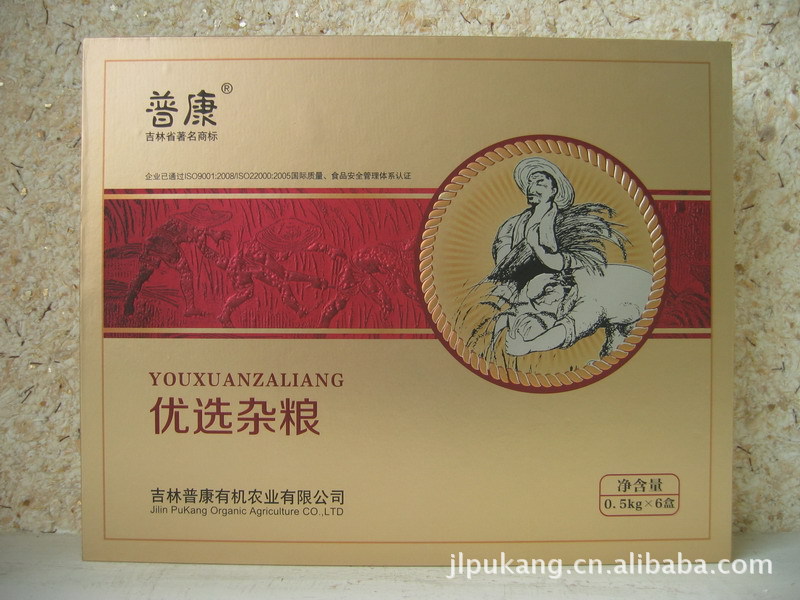 普康®
吉林省著名商标
企业已通过ISO9001:2008/ISO22000:2005国际质量、食品安全管理体系认证
YOUXUANZALIANG
优选杂粮
吉林普康有机农业有限公司
Jilin PuKang Organic Agriculture CO.,LTD
净含量
0.5kg×6盒
jlpukang.cn.alibaba.com